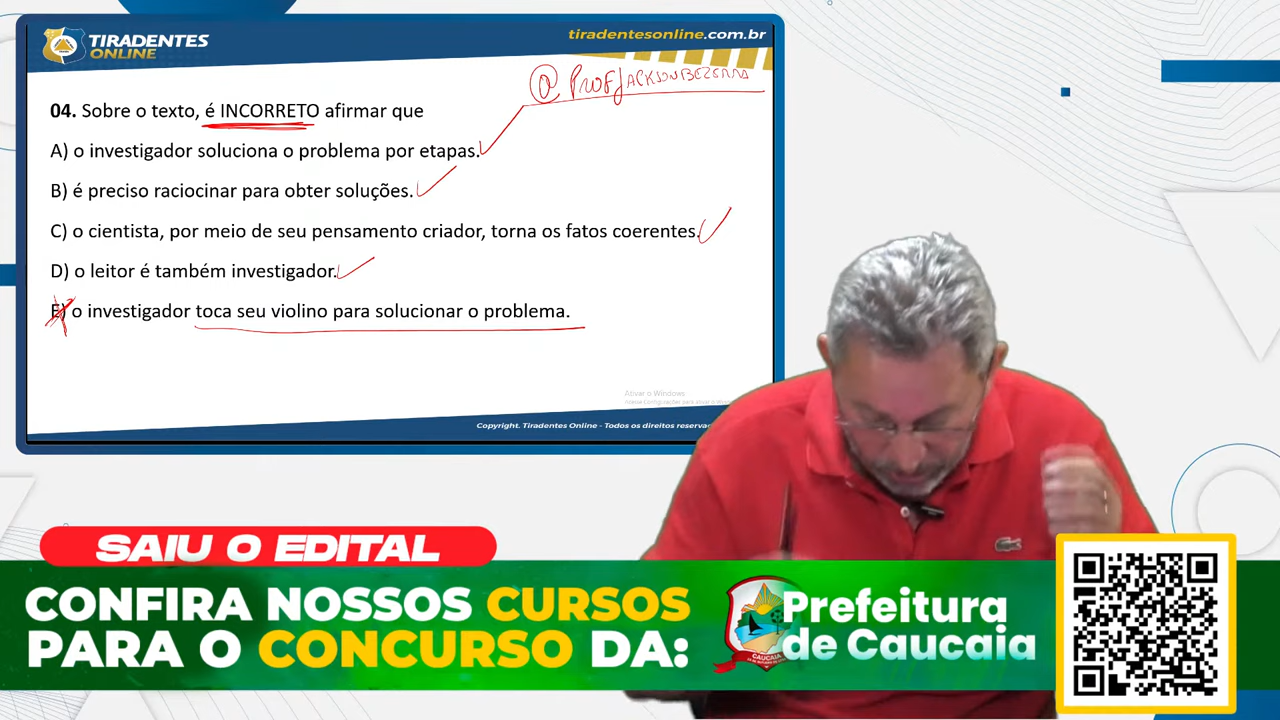 TIRADENTES
ONLINE
tiradentesonline.com.br
@PROFJACKSONBEZERRA
04. Sobre o texto, é INCORRETO afirmar que
A) o investigador soluciona o problema por etapas.
B) é preciso raciocinar para obter soluções.
C) o cientista, por meio de seu pensamento criador, torna os fatos coerentes.
D) o leitor é também investigador.
E) o investigador toca seu violino para solucionar o problema.
Ativar o Windows
Copyright. Tiradentes Online - Todos os direitos reserva
SAIU O EDITAL
CONFIRA NOSSOS CURSOS
PARA O CONCURSO DA:
CAUCAIA
Prefeitura
de Caucaia